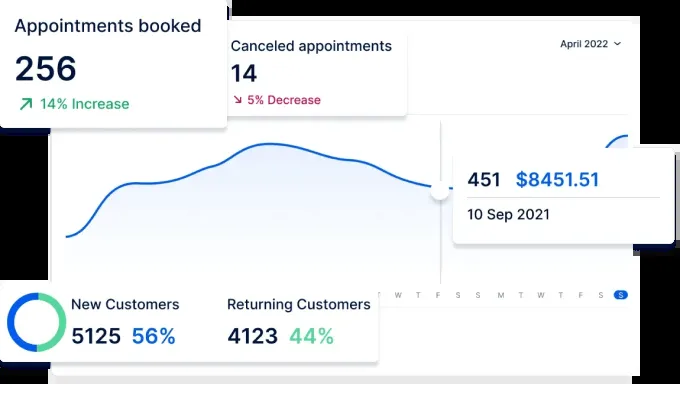 Appointments booked
256
14% Increase
Canceled appointments
14
5% Decrease
April 2022
451 $8451.51
10 Sep 2021
W T F S S M T W T F S S
New Customers
5125 56%
Returning Customers
4123 44%